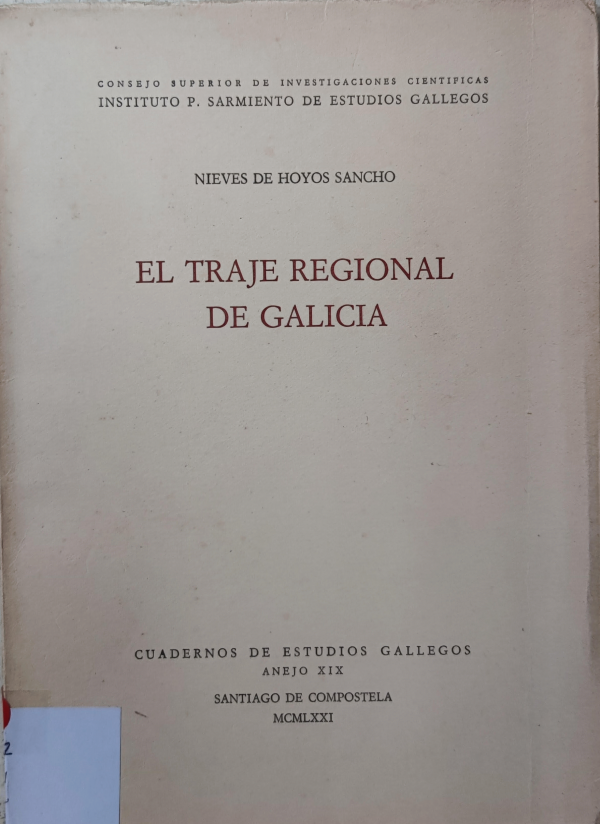 CONSEJO SUPERIOR DE INVESTIGACIONES CIENTIFICAS
INSTITUTO P. SARMIENTO DE ESTUDIOS GALLEGOS
NIEVES DE HOYOS SANCHO
EL TRAJE REGIONAL
DE GALICIA
CUADERNOS DE ESTUDIOS GALLEGOS
ANEJO XIX
SANTIAGO DE COMPOSTELA
MCMLXXI
2